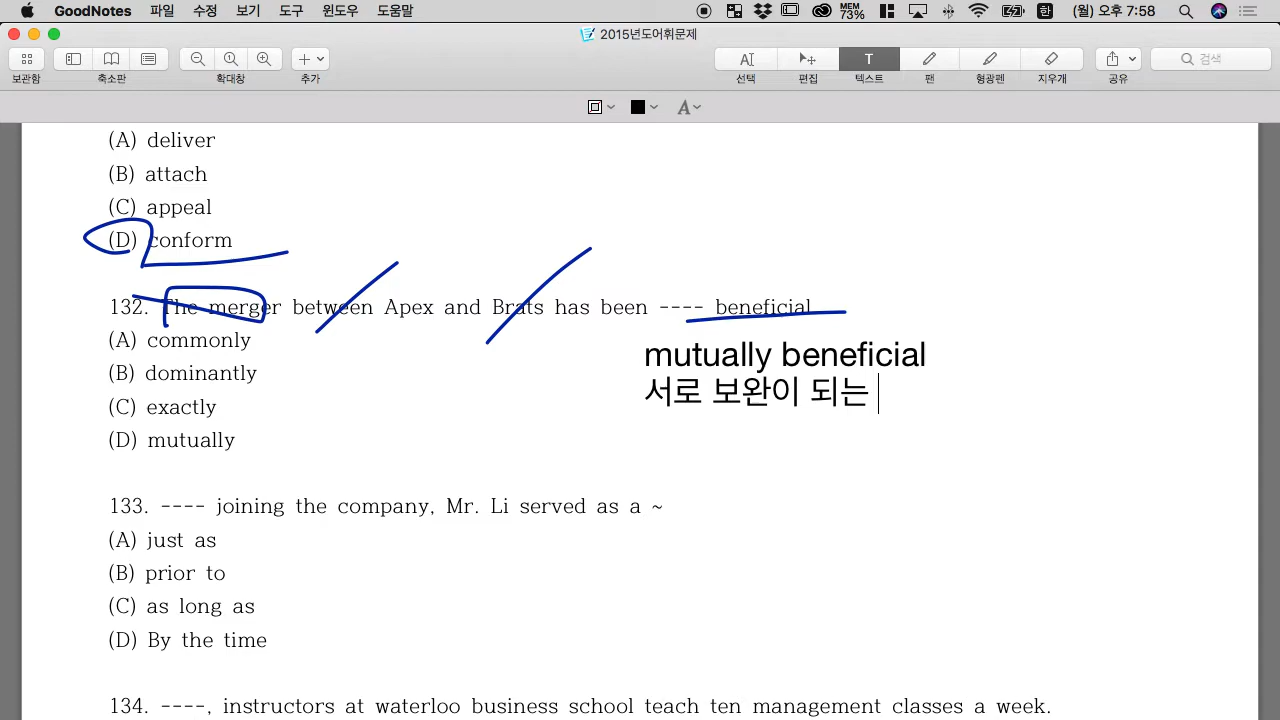 GoodNotes 파일 수정 보기 도구 윈도우 도움말 MEM 73% 한 (월) 오후 7:58
2015년도어휘문제
보관함 축소판 확대창 추가 선택 편집 T 텍스트 펜 형광펜 지우개 공유 검색
A
(A) deliver
(B) attach
(C) appeal
(D) conform
132. The merger between Apex and Brats has been ---- beneficial
(A) commonly
mutually beneficial
(B) dominantly
서로 보완이 되는
(C) exactly
(D) mutually
133. ---- joining the company, Mr. Li served as a ~
(A) just as
(B) prior to
(C) as long as
(D) By the time
134. ----, instructors at waterloo business school teach ten management classes a week.